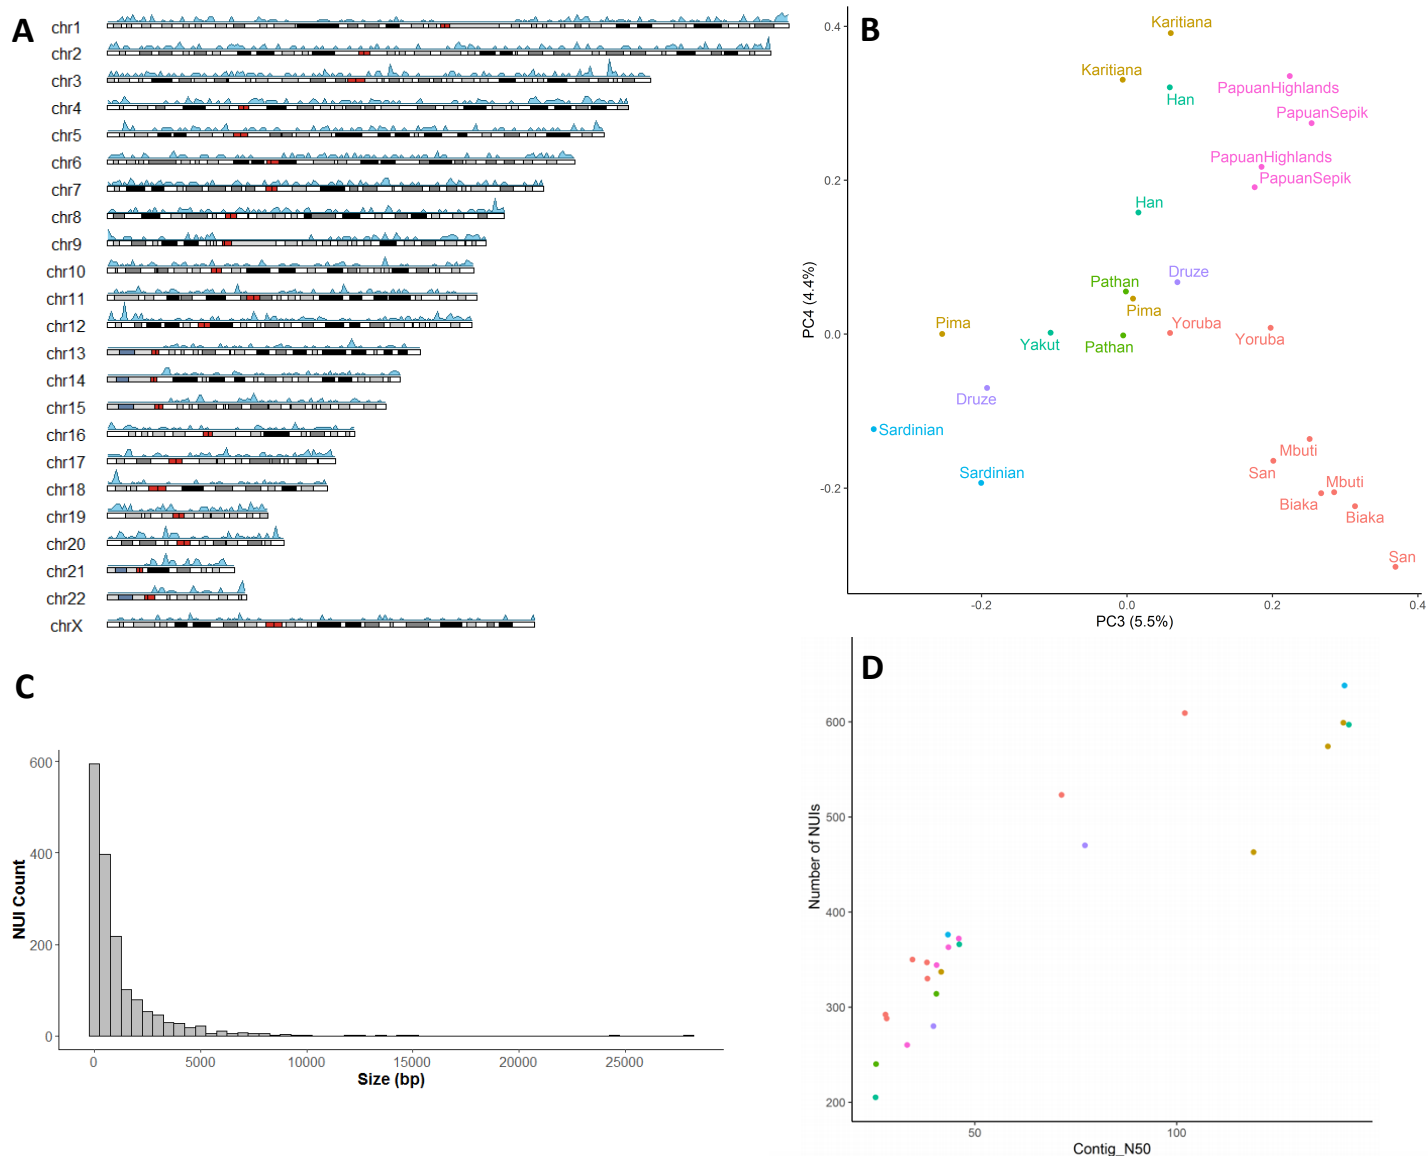 A
chr1
chr2
chr3
chr4
chr5
chr6
chr7
chr8
chr9
chr10
chr11
chr12
chr13
chr14
chr15
chr16
chr17
chr18
chr19
chr20
chr21
chr22
chrX
B
PC4 (4.4%)
0.4
0.2
0.0
-0.2
Karitiana
Karitiana
Han
PapuanHighlands
PapuanSepik
PapuanHighlands
PapuanSepik
Han
Druze
Pathan
Pima
Pima
Yoruba
Yoruba
Yakut
Pathan
Druze
Sardinian
Sardinian
Mbuti
San
Mbuti
Biaka
Biaka
San
-0.2
0.0
0.2
0.4
PC3 (5.5%)
C
NUI Count
600
400
200
0
0
5000
10000
15000
20000
25000
Size (bp)
D
Number of NUIs
600
500
400
300
200
50
100
Contig_N50